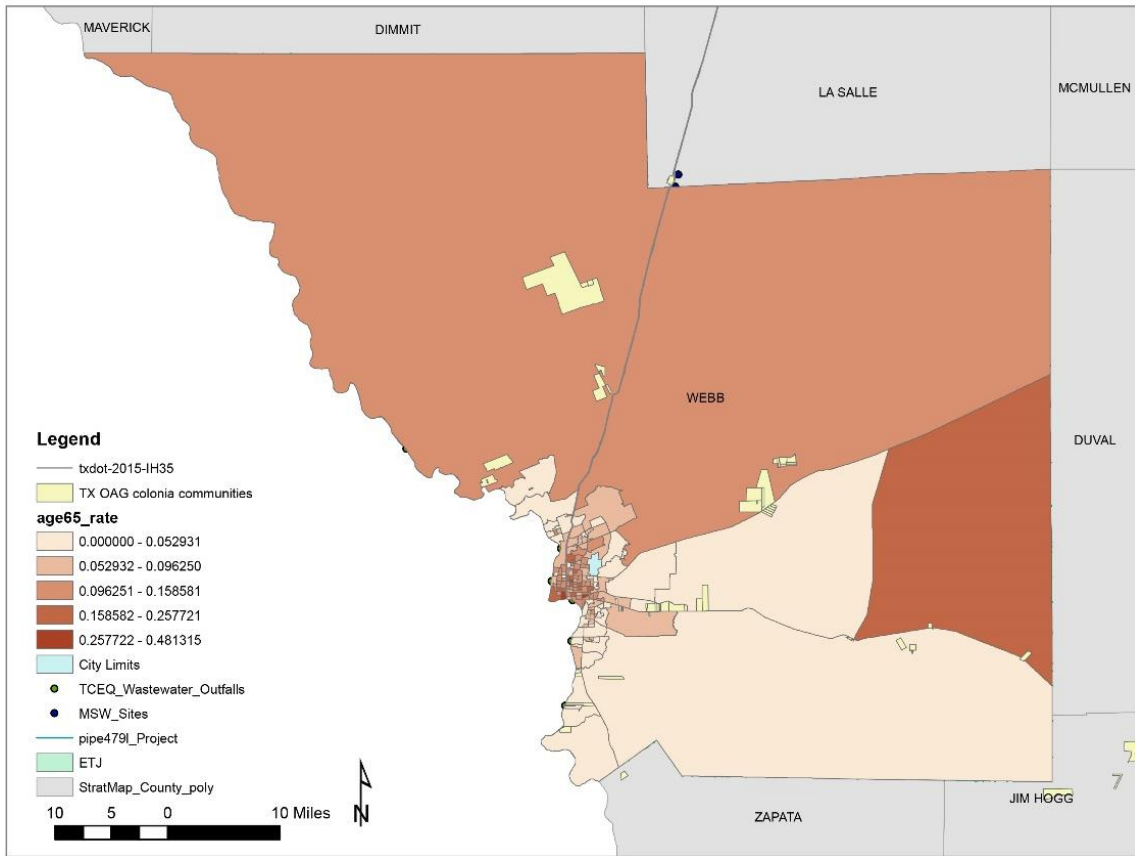 MAVERICK
DIMMIT
LA SALLE
MCMULLEN
WEBB
DUVAL
Legend
txdot-2015-IH35
TX OAG colonia communities
age65_rate
0.000000 - 0.052931
0.052932 - 0.096250
0.096251 - 0.158581
0.158582 - 0.257721
0.257722 - 0.481315
City Limits
TCEQ_Wastewater_Outfalls
MSW_Sites
pipe479l_Project
ETJ
StratMap_County_poly
10 5 0 10 Miles
N
ZAPATA
JIM HOGG